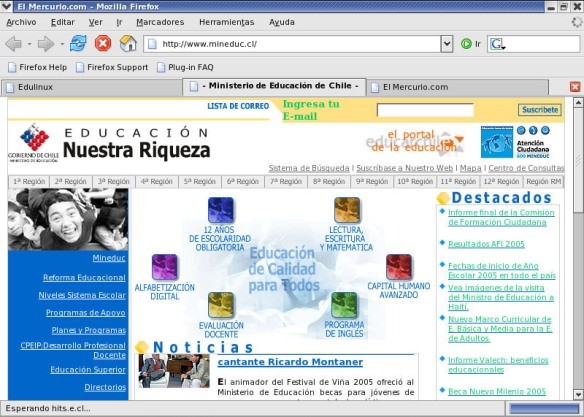 El Mercurio.com - Mozilla Firefox
Archivo Editar Ver Ir Marcadores Herramientas Ayuda
http://www.mineduc.cl/ Ir
Firefox Help Firefox Support Plug-in FAQ
Edulinux - Ministerio de Educación de Chile - El Mercurio.com
LISTA DE CORREO Ingresa tu
E-mail Suscribete
EDUCACIÓN
Nuestra Riqueza
GOBIERNO DE CHILE
MINISTERIO DE EDUCACIÓN
el portal
de la educación
educarchile
Atención
Ciudadana
600 MINEDUC
Sistema de Búsqueda | Suscríbase a Nuestro Web | Mapa | Centro de Consultas
1ª Región 2ª Región 3ª Región 4ª Región 5ª Región 6ª Región 7ª Región 8ª Región 9ª Región 10ª Región 11ª Región 12ª Región Región RM
Mineduc
Reforma Educacional
Niveles Sistema Escolar
Programas de Apoyo
Planes y Programas
CPEIP:Desarrollo Profesional
Docente
Educación Superior
Directorios
12 AÑOS
DE ESCOLARIDAD
OBLIGATORIA
LECTURA,
ESCRITURA
Y MATEMATICA
Educación
de Calidad
para Todos
ALFABETIZACIÓN
DIGITAL
CAPITAL HUMANO
AVANZADO
EVALUACIÓN
DOCENTE
PROGRAMA
DE INGLÉS
Noticias
cantante Ricardo Montaner
El animador del Festival de Viña 2005 ofreció al
Ministerio de Educación becas para jóvenes de
Destacados
Informe final de la Comisión
de Formación Ciudadana
Resultados AFI 2005
Fechas de inicio de Año
Escolar 2005 en todo el país
Vea imágenes de la visita
del Ministro de Educación a
Haití.
Nuevo Marco Curricular de
E. Básica y Media para la E.
de Adultos.
Informe Valech: beneficios
educacionales
Beca Nuevo Milenio 2005
Esperando hits.e.cl...